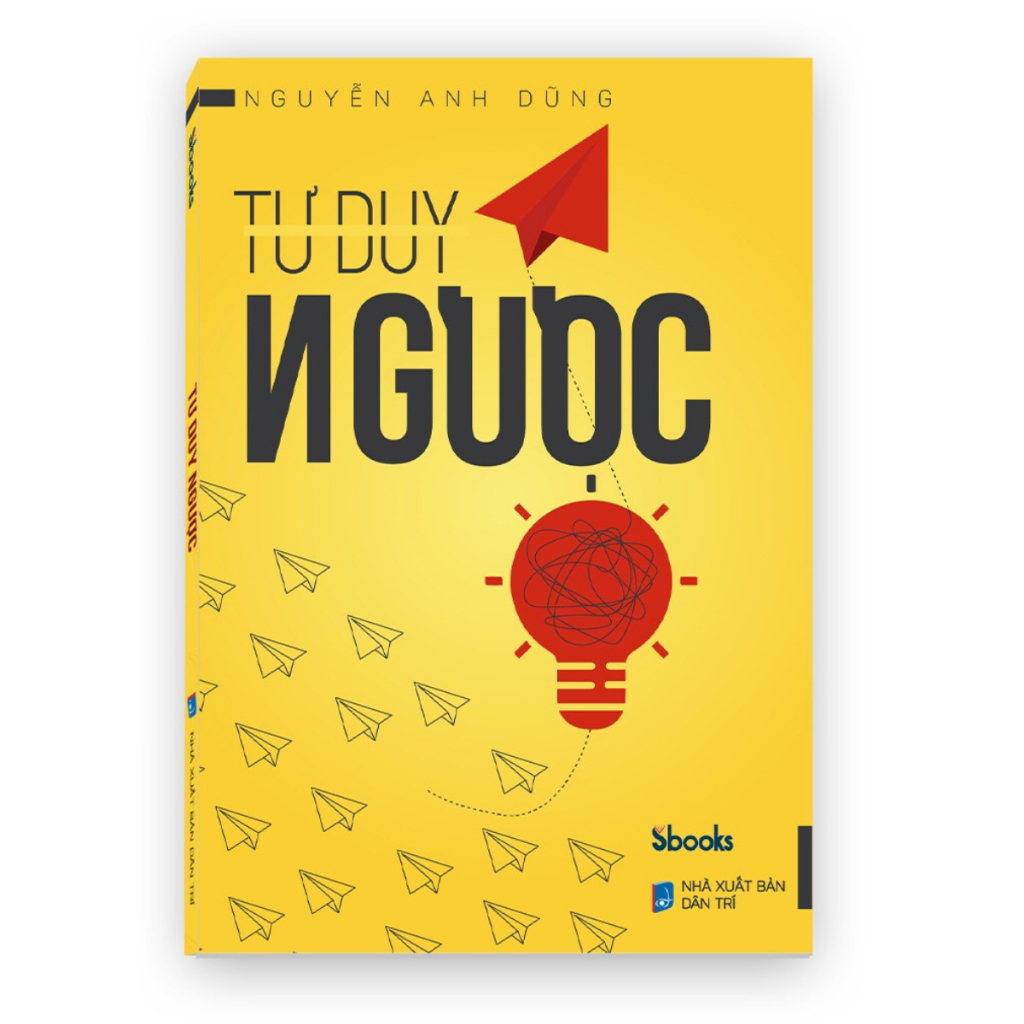 NGUYỄN ANH DŨNG
TƯ DUY
NGƯỢC
Sbooks
NHÀ XUẤT BẢN
DÂN TRÍ
Sbooks
TƯ DUY NGƯỢC
NHÀ XUẤT BẢN DÂN TRÍ